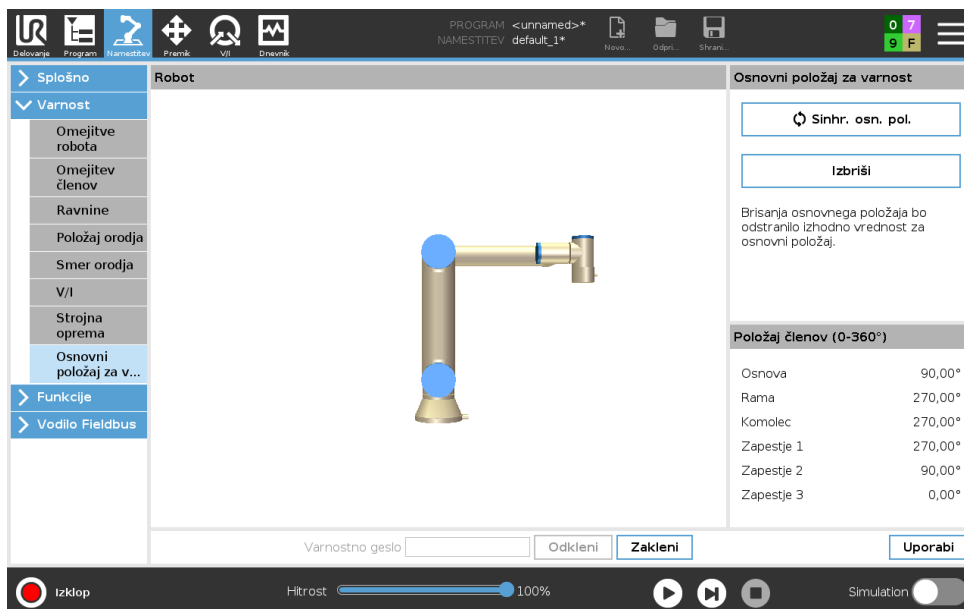 UR
Delovanje
Program
Namestitev
Premik
V/I
Dnevnik
PROGRAM <unnamed>*
NAMESTITEV default_1*
Novo...
Odpri...
Shrani...
0 7
9 F
Splošno
Varnost
Omejitve
robota
Omejitev
členov
Ravnine
Položaj orodja
Smer orodja
V/I
Strojna
oprema
Osnovni
položaj za v...
Funkcije
Vodilo Fieldbus
Robot
Osnovni položaj za varnost
Sinhr. osn. pol.
Izbriši
Brisanja osnovnega položaja bo
odstranilo izhodno vrednost za
osnovni položaj.
Položaj členov (0-360°)
Osnova 90,00°
Rama 270,00°
Komolec 270,00°
Zapestje 1 270,00°
Zapestje 2 90,00°
Zapestje 3 0,00°
Varnostno geslo Odkleni Zakleni Uporabi
Izklop Hitrost 100% Simulation